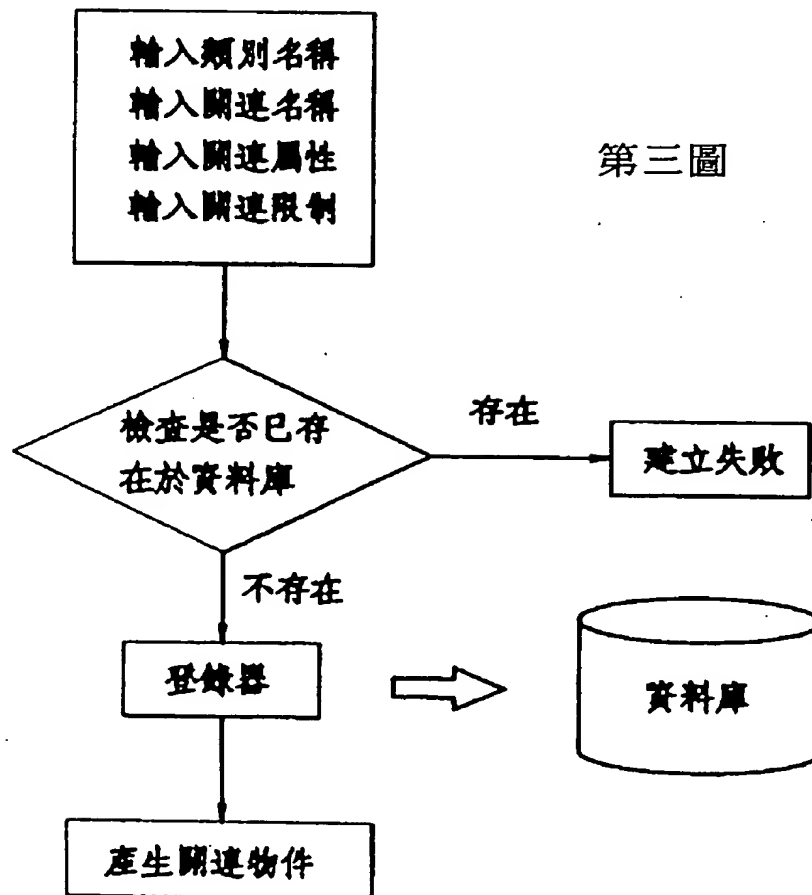 輸入類別名稱
輸入關連名稱
輸入關連屬性
輸入關連限制
第三圖
檢查是否已存
在於資料庫
存在
建立失敗
不存在
登錄器
資料庫
產生關連物件